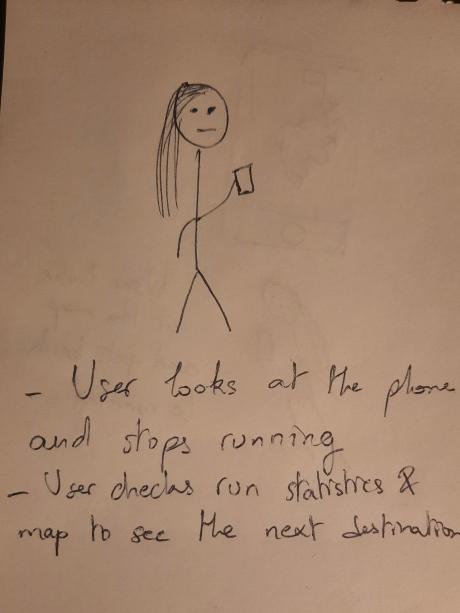 - User looks at the phone
and stops running
- User checks run statistics &
map to see the next destination